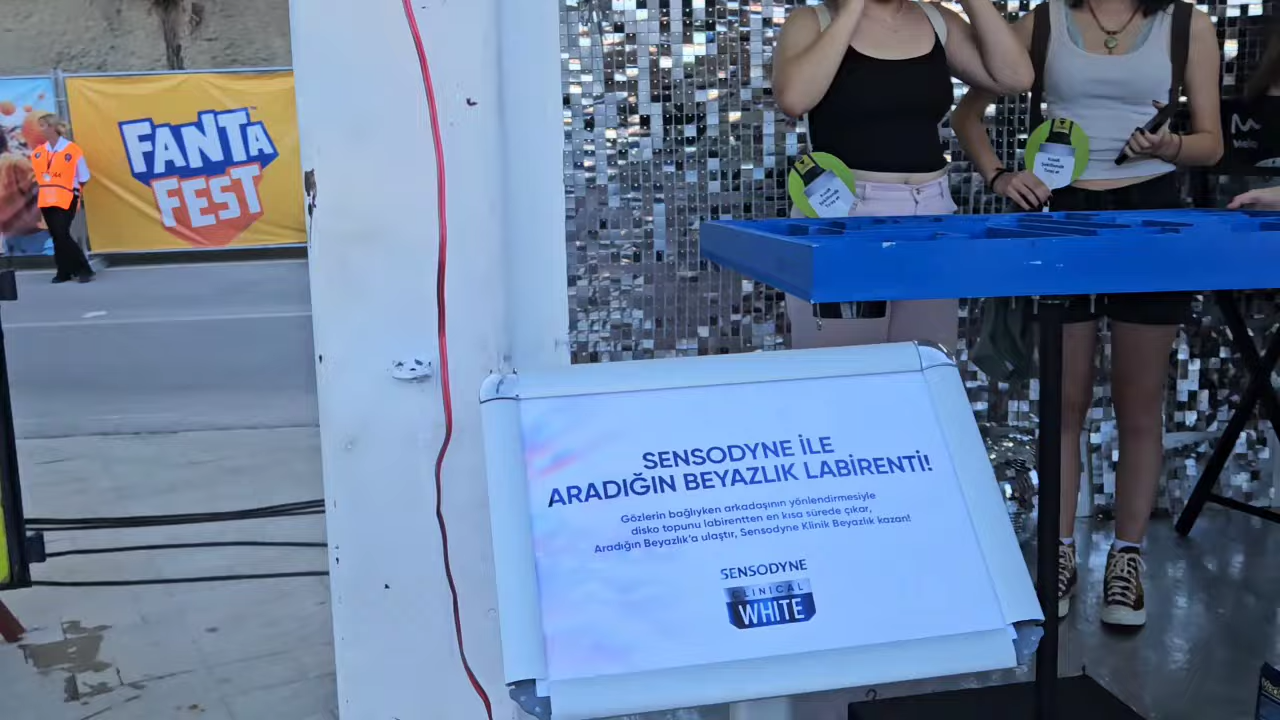 FANTA
FEST
SENSODYNE İLE
ARADIĞIN BEYAZLIK LABİRENTİ!
Gözlerin bağlıyken arkadaşının yönlendirmesiyle
disko topunu labirentten en kısa sürede çıkar,
Aradığın Beyazlık'a ulaştır, Sensodyne Klinik Beyazlık kazan!
SENSODYNE
CLINICAL
WHITE